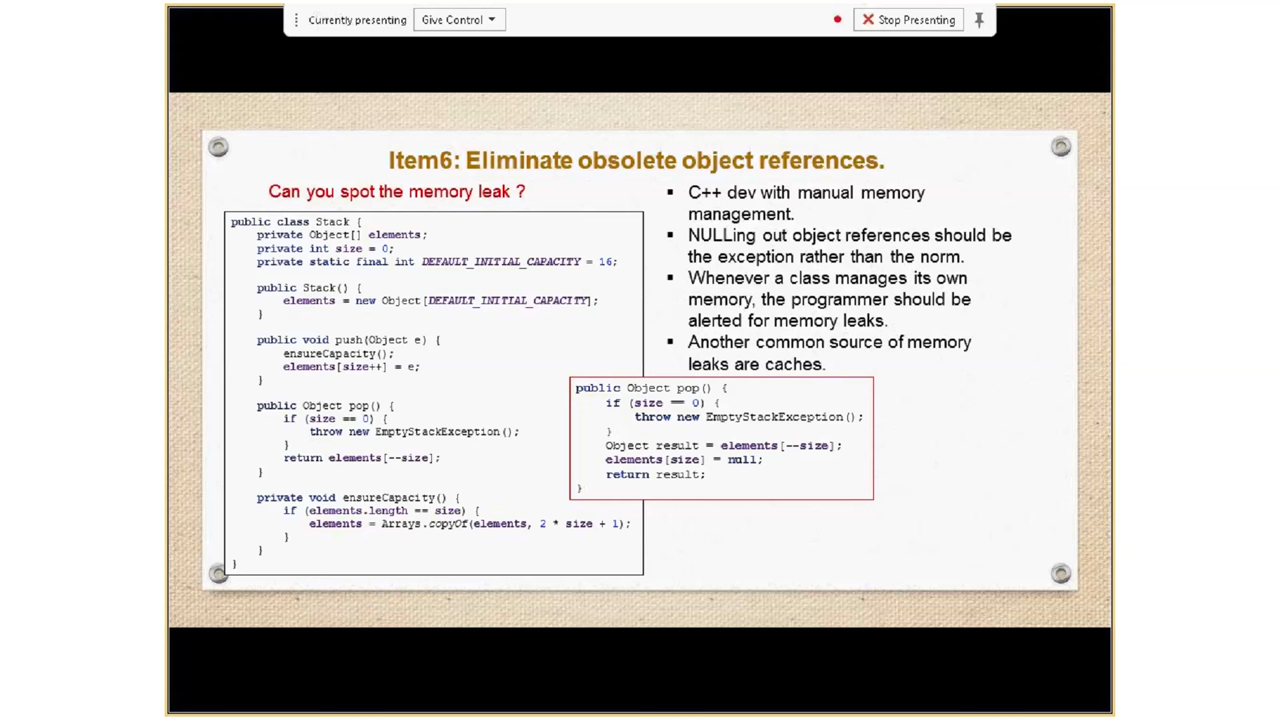 Currently presenting
Give Control
Stop Presenting
Item6: Eliminate obsolete object references.
Can you spot the memory leak ?
public class Stack {
private Object[] elements;
private int size = 0;
private static final int DEFAULT_INITIAL_CAPACITY = 16;
public Stack() {
elements = new Object[DEFAULT_INITIAL_CAPACITY];
}
public void push(Object e) {
ensureCapacity();
elements[size++] = e;
}
public Object pop() {
if (size == 0) {
throw new EmptyStackException();
}
return elements[--size];
}
private void ensureCapacity() {
if (elements.length == size) {
elements = Arrays.copyOf(elements, 2 * size + 1);
}
}
}
▪ C++ dev with manual memory
management.
▪ NULLing out object references should be
the exception rather than the norm.
▪ Whenever a class manages its own
memory, the programmer should be
alerted for memory leaks.
▪ Another common source of memory
leaks are caches.
public Object pop() {
if (size == 0) {
throw new EmptyStackException();
}
Object result = elements[--size];
elements[size] = null;
return result;
}